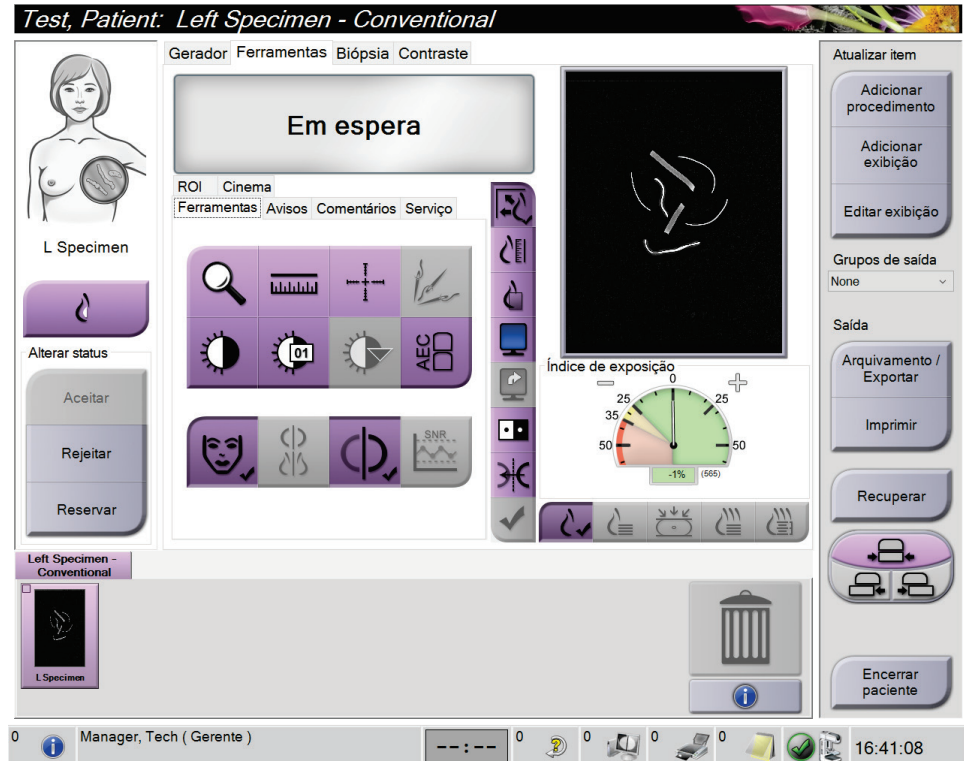 Test, Patient: Left Specimen - Conventional
Gerador Ferramentas Biópsia Contraste
Em espera
ROI Cinema
Ferramentas Avisos Comentários Serviço
01
AEC
SNR
L Specimen
Alterar status
Aceitar
Rejeitar
Reservar
Índice de exposição
0
25 25
35
50 50
-1% (565)
Atualizar item
Adicionar
procedimento
Adicionar
exibição
Editar exibição
Grupos de saída
None
Saída
Arquivamento /
Exportar
Imprimir
Recuperar
Encerrar
paciente
Left Specimen -
Conventional
L Specimen
0 Manager, Tech ( Gerente ) --:-- 0 0 0 0 16:41:08